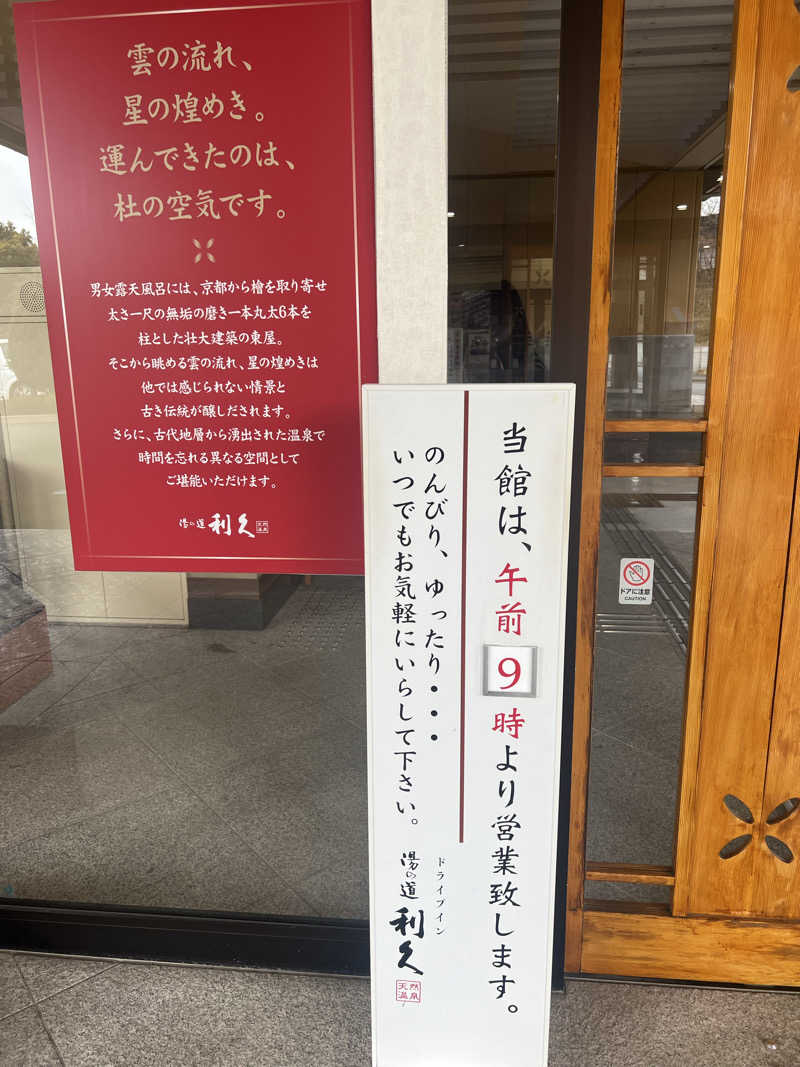 雲の流れ、
星の煌めき。
運んできたのは、
杜の空気です。
男女露天風呂には、京都から檜を取り寄せ
太さ一尺の無垢の磨き一本丸太6本を
柱とした壮大建築の東屋。
そこから眺める雲の流れ、星の煌めきは
他では感じられない情景と
古き伝統が醸しだされます。
さらに、古代地層から湧出された温泉で
時間を忘れる異なる空間として
ご堪能いただけます。
湯の道 利久 天然温泉
当館は、午前9時より営業致します。
のんびり、ゆったり・・・
いつでもお気軽にいらして下さい。
ドライブイン
湯の道 利久
天然温泉
ドアに注意
CAUTION